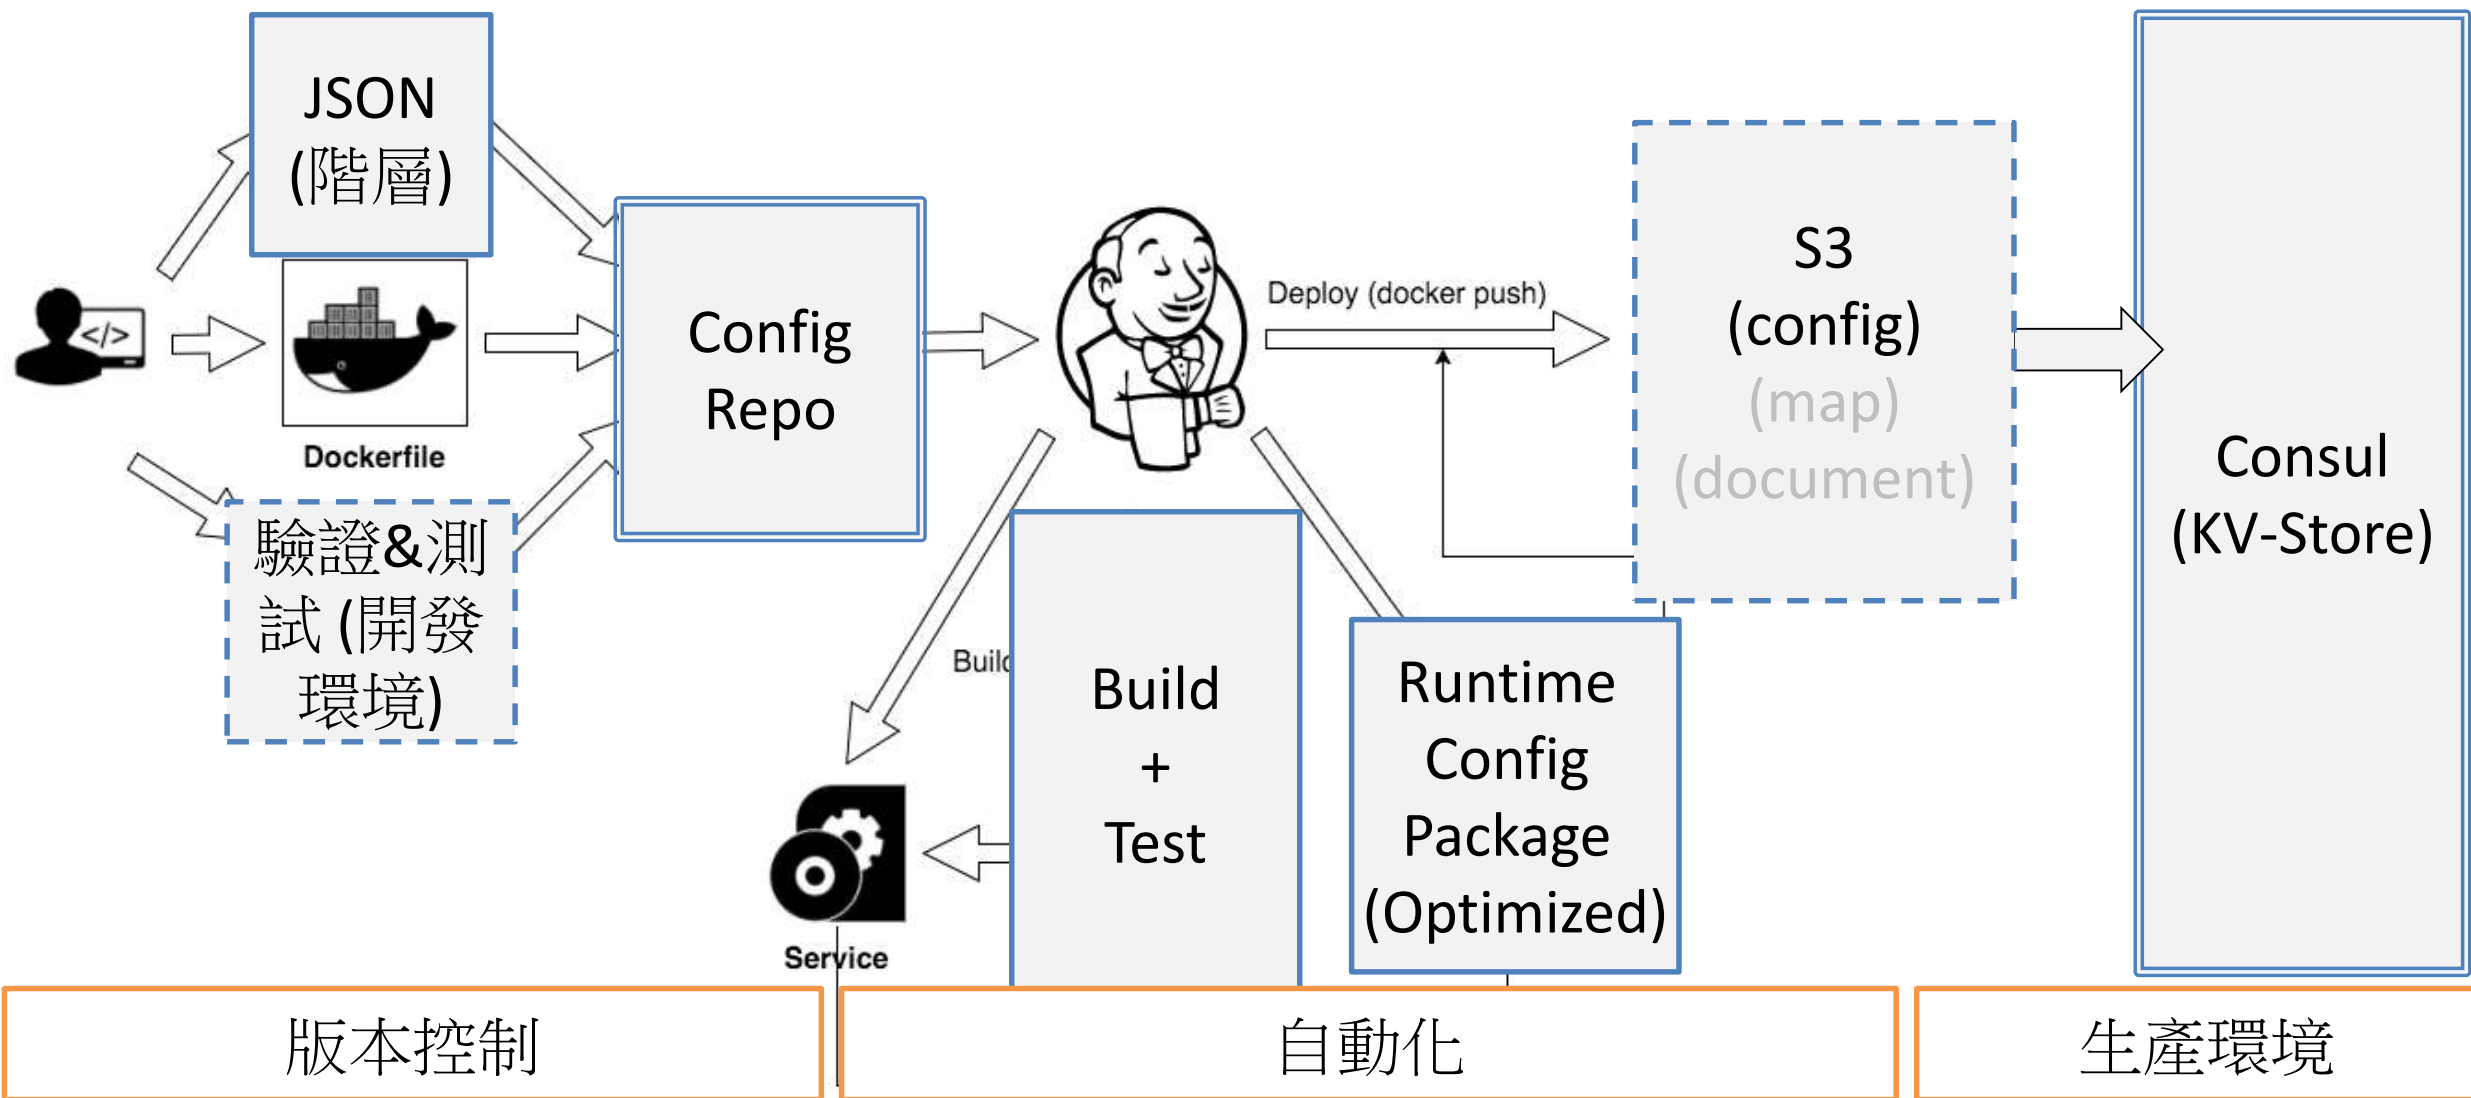 JSON
(階層)
</>
Dockerfile
驗證&測
試 (開發
環境)
Config
Repo
Deploy (docker push)
S3
(config)
(map)
(document)
Consul
(KV-Store)
Build
Build
+
Test
Runtime
Config
Package
(Optimized)
Service
版本控制
自動化
生產環境